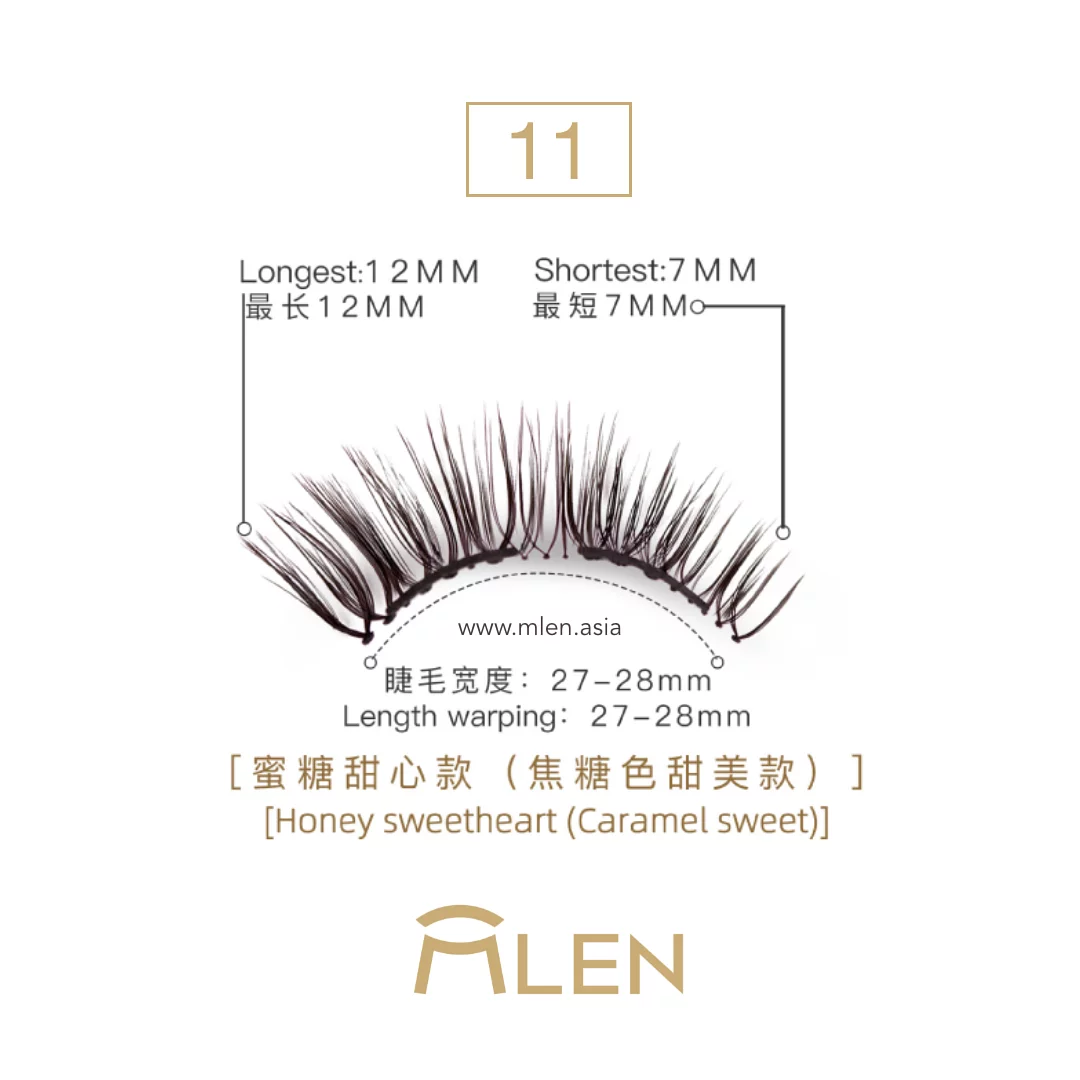 11
Longest:12MM
最长12MM
Shortest:7MM
最短7MM
www.mlen.asia
睫毛宽度：27-28mm
Length warping：27-28mm
[蜜糖甜心款（焦糖色甜美款）]
[Honey sweetheart (Caramel sweet)]
MLEN